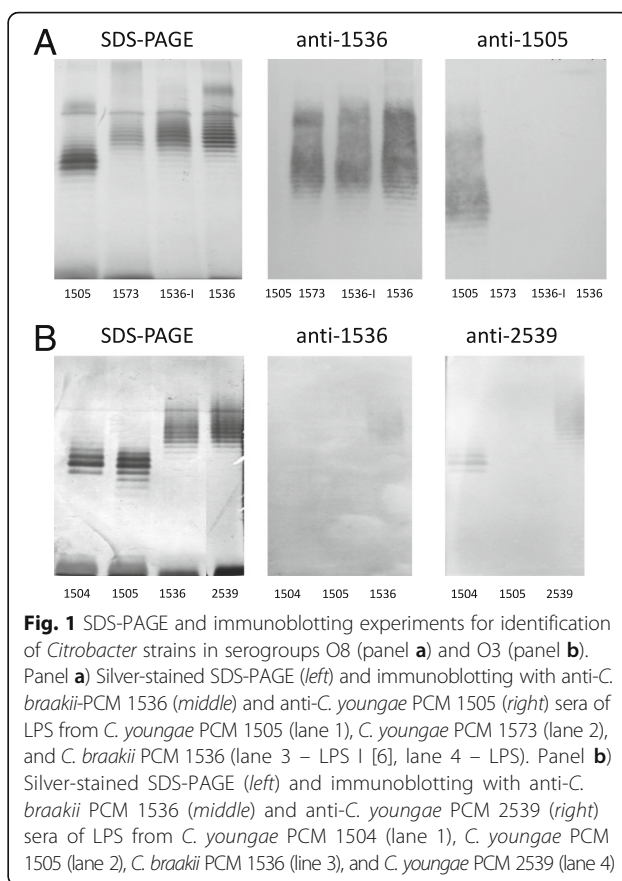 A
SDS-PAGE anti-1536 anti-1505
1505 1573 1536-I 1536 1505 1573 1536-I 1536 1505 1573 1536-I 1536
B
SDS-PAGE anti-1536 anti-2539
1504 1505 1536 2539 1504 1505 1536 1504 1505 2539
Fig. 1 SDS-PAGE and immunoblotting experiments for identification
of Citrobacter strains in serogroups O8 (panel a) and O3 (panel b).
Panel a) Silver-stained SDS-PAGE (left) and immunoblotting with anti-C.
braakii-PCM 1536 (middle) and anti-C. youngae PCM 1505 (right) sera of
LPS from C. youngae PCM 1505 (lane 1), C. youngae PCM 1573 (lane 2),
and C. braakii PCM 1536 (lane 3 – LPS I [6], lane 4 – LPS). Panel b)
Silver-stained SDS-PAGE (left) and immunoblotting with anti-C.
braakii PCM 1536 (middle) and anti-C. youngae PCM 2539 (right)
sera of LPS from C. youngae PCM 1504 (lane 1), C. youngae PCM
1505 (lane 2), C. braakii PCM 1536 (line 3), and C. youngae PCM 2539 (lane 4)